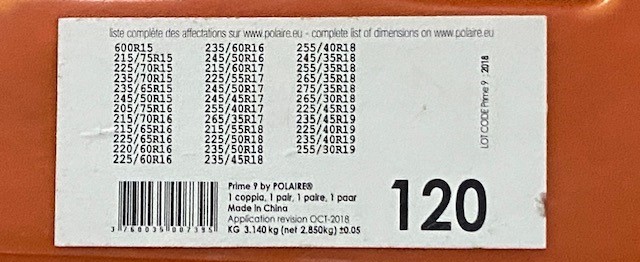 liste complète des affectations sur www.polaire.eu - complete list of dimensions on www.polaire.eu
600R15
215/75R15
225/70R15
235/70R15
235/65R15
245/50R15
205/75R16
215/70R16
215/65R16
225/65R16
220/60R16
225/60R16
235/60R16
245/50R16
215/60R17
225/55R17
245/50R17
245/45R17
255/40R17
265/35R17
215/55R18
225/50R18
235/50R18
235/45R18
255/40R18
245/35R18
255/35R18
265/35R18
275/35R18
265/30R18
225/45R19
235/45R19
225/40R19
235/40R19
255/30R19
LOT CODE Prime 9 : 2018
Prime 9 by POLAIRE®
1 coppia, 1 pair, 1 paire, 1 paar
Made in China
Application revision OCT-2018
KG 3.140 kg (net 2.850kg) ±0.05
120